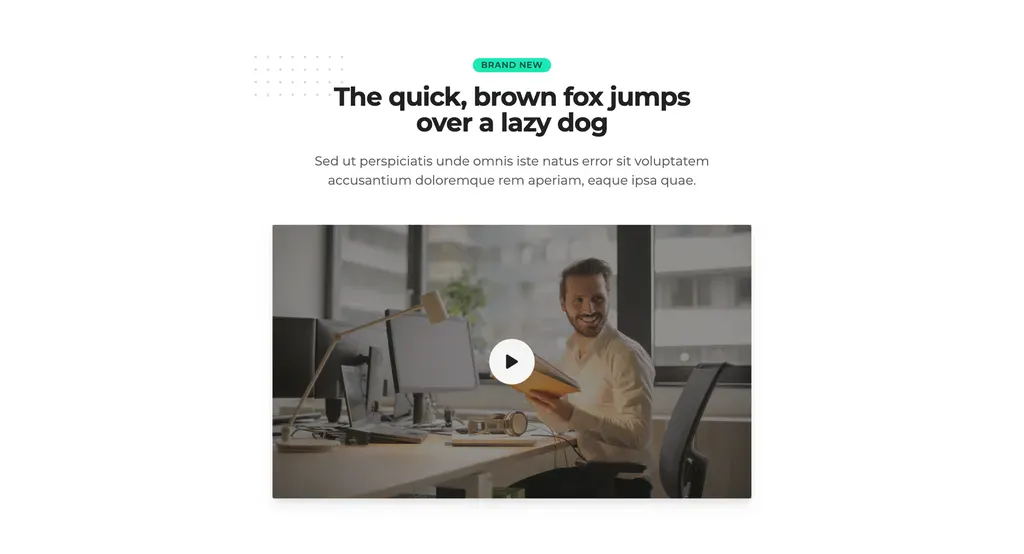 BRAND NEW
The quick, brown fox jumps
over a lazy dog
Sed ut perspiciatis unde omnis iste natus error sit voluptatem
accusantium doloremque rem aperiam, eaque ipsa quae.